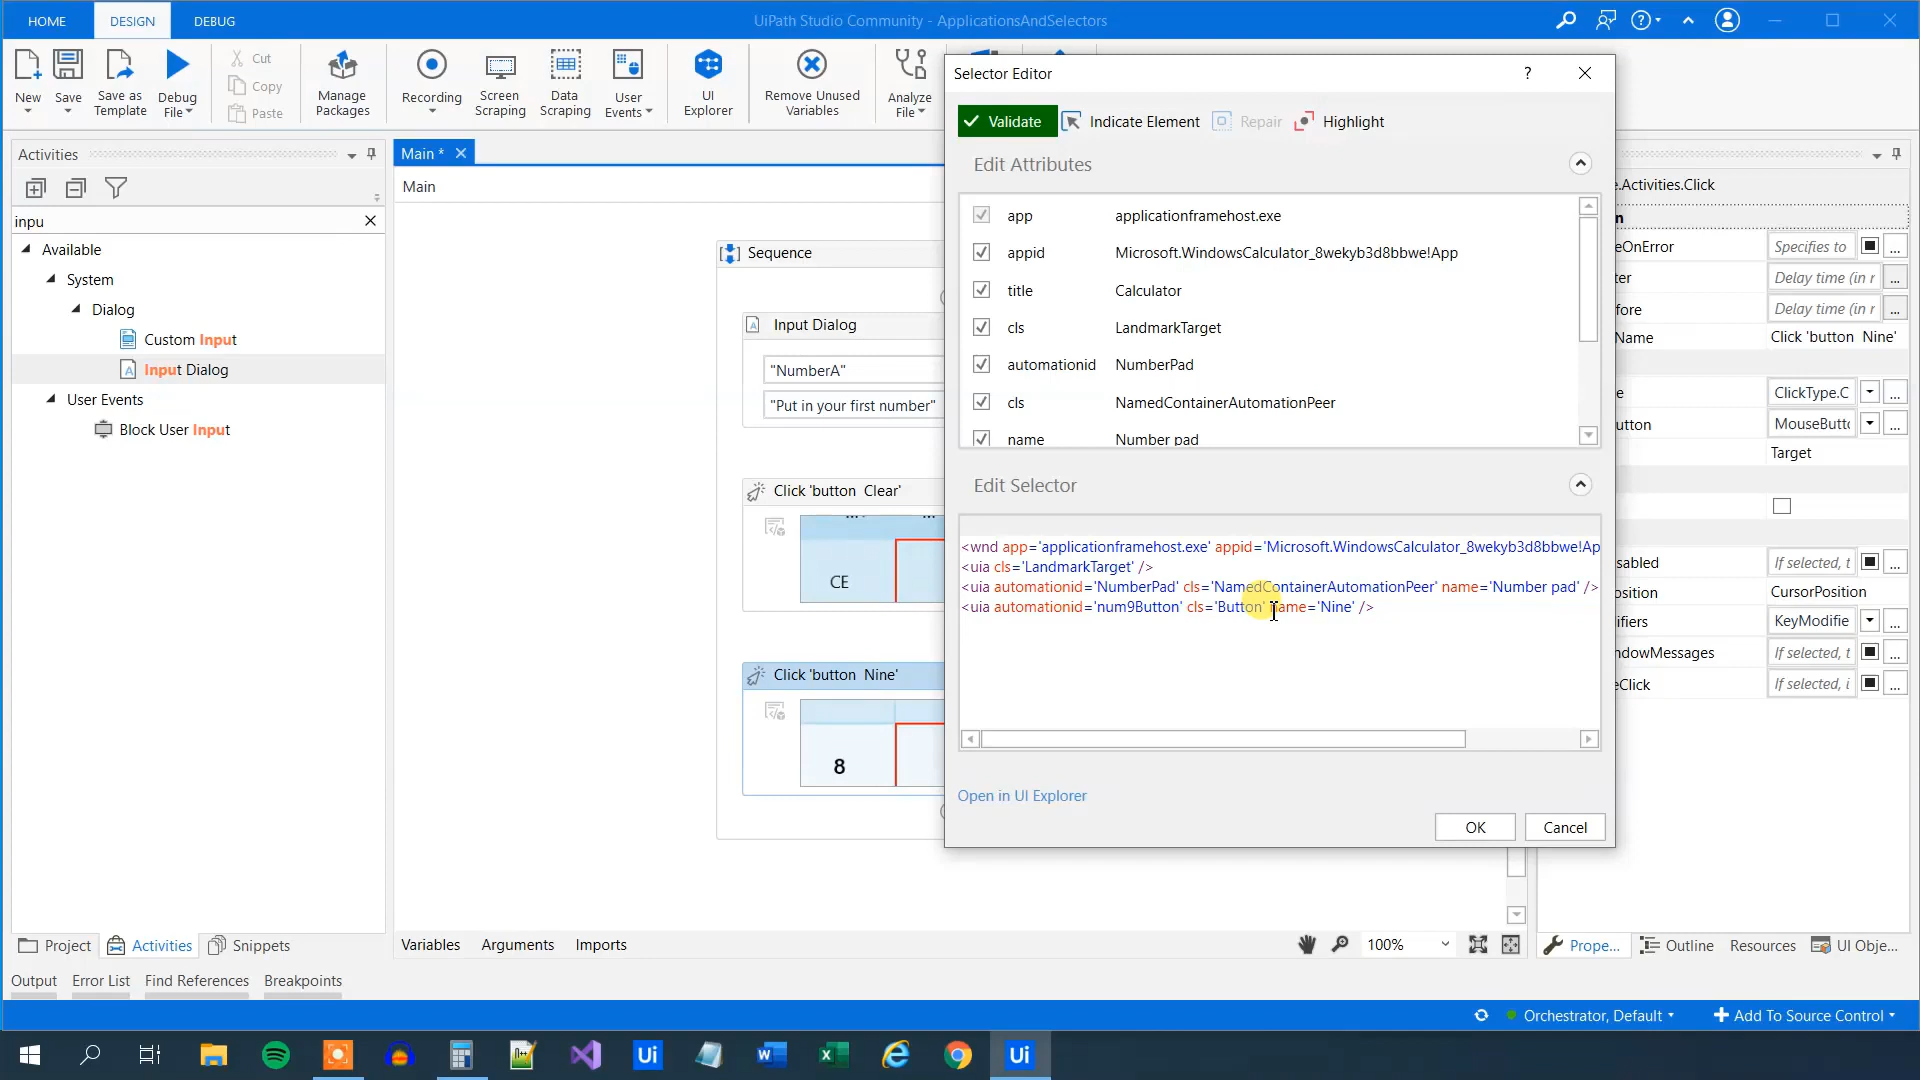 HOME
DESIGN
DEBUG
UiPath Studio Community - ApplicationsAndSelectors
New
Save
Save as Template
Debug File
Cut
Copy
Paste
Manage Packages
Recording
Screen Scraping
Data Scraping
User Events
UI Explorer
Remove Unused Variables
Analyze File
Activities
inpu
Available
System
Dialog
Custom Input
Input Dialog
User Events
Block User Input
Main *
Main
Sequence
Input Dialog
"NumberA"
"Put in your first number"
Click 'button Clear'
CE
Click 'button Nine'
8
Selector Editor
?
Validate
Indicate Element
Repair
Highlight
Edit Attributes
app applicationframehost.exe
appid Microsoft.WindowsCalculator_8wekyb3d8bbwe!App
title Calculator
cls LandmarkTarget
automationid NumberPad
cls NamedContainerAutomationPeer
name Number pad
Edit Selector
<wnd app='applicationframehost.exe' appid='Microsoft.WindowsCalculator_8wekyb3d8bbwe!Ap
<uia cls='LandmarkTarget' />
<uia automationid='NumberPad' cls='NamedContainerAutomationPeer' name='Number pad' />
<uia automationid='num9Button' cls='Button' name='Nine' />
Open in UI Explorer
OK
Cancel
e.Activities.Click
n
eOnError Specifies to ...
ter Delay time (in r ...
fore Delay time (in r ...
Name Click 'button Nine'
e ClickType.C ...
utton MouseButto ...
Target
sabled If selected, t ...
osition CursorPosition
ifiers KeyModifie ...
ndowMessages If selected, t ...
eClick If selected, i ...
Project
Activities
Snippets
Variables
Arguments
Imports
100%
Prope...
Outline
Resources
UI Obje...
Output
Error List
Find References
Breakpoints
Orchestrator, Default
Add To Source Control
Ui
Ui